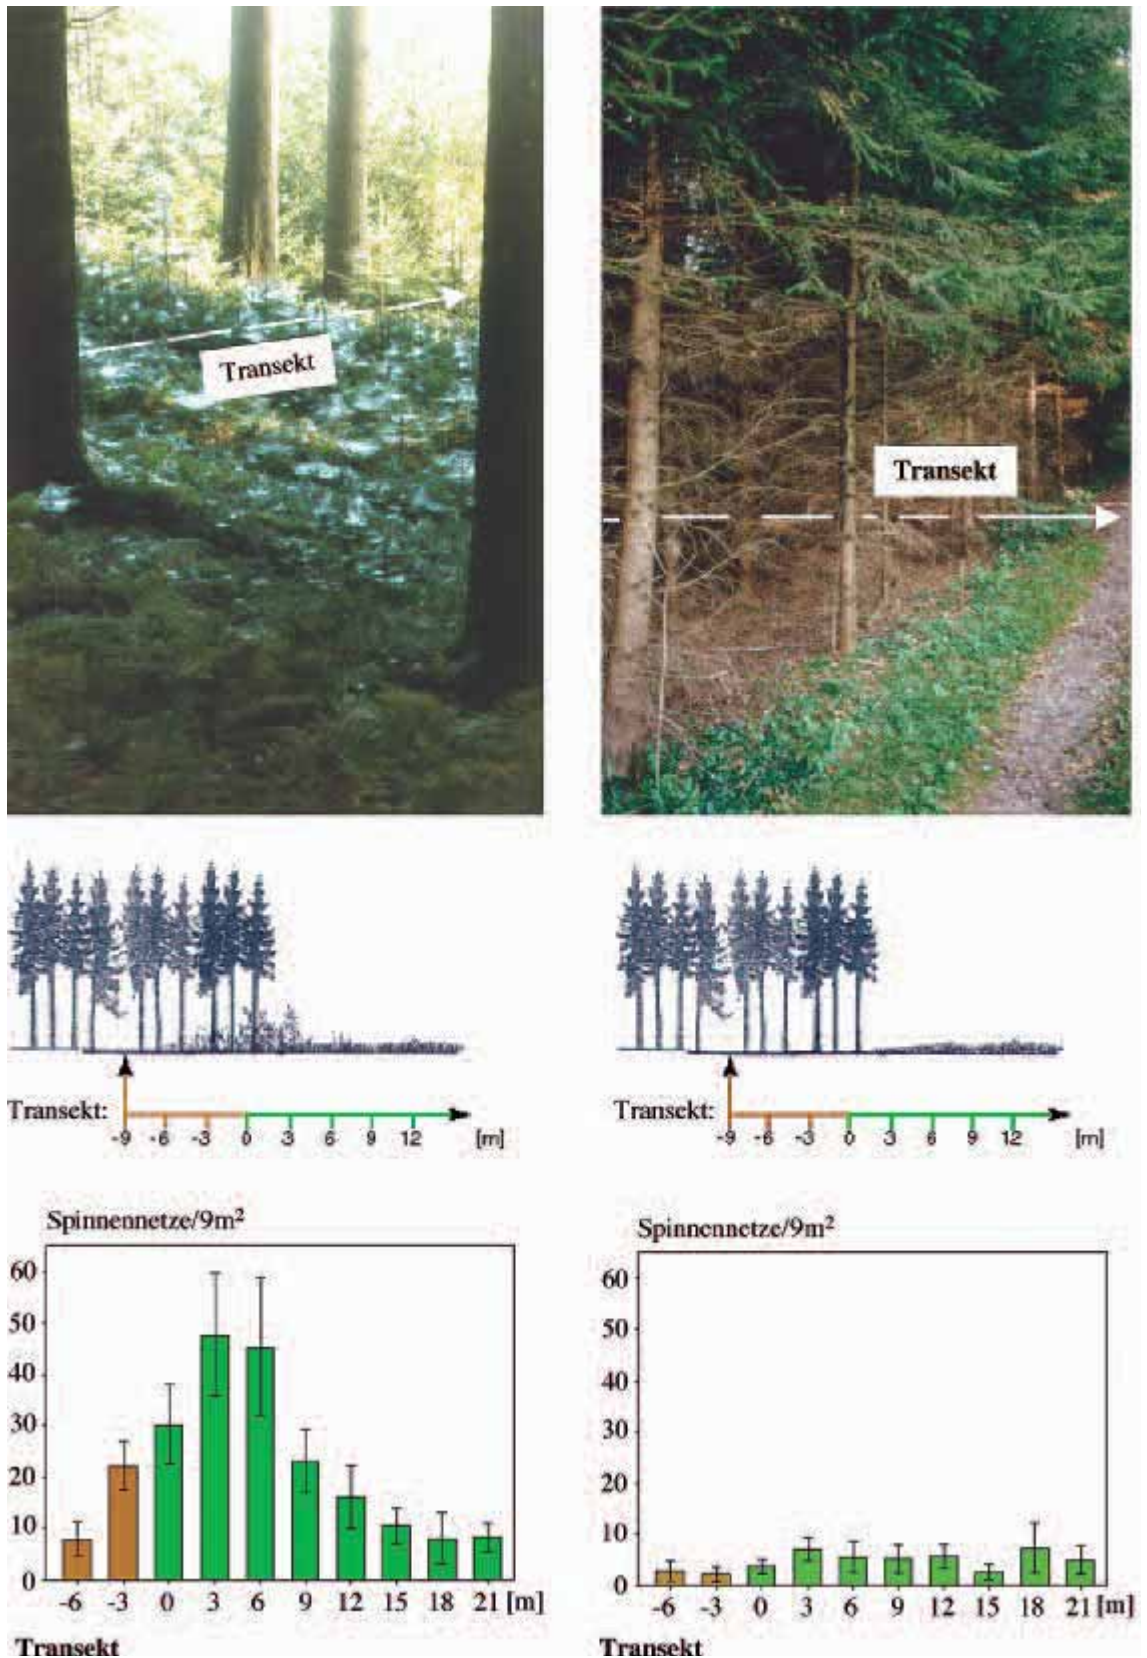 Transekt
Transekt
Transekt:
-9 -6 -3 0 3 6 9 12 [m]
Transekt:
-9 -6 -3 0 3 6 9 12 [m]
Spinnennetze/9m²
60
50
40
30
20
10
0
-6 -3 0 3 6 9 12 15 18 21 [m]
Transekt
Spinnennetze/9m²
60
50
40
30
20
10
0
-6 -3 0 3 6 9 12 15 18 21 [m]
Transekt